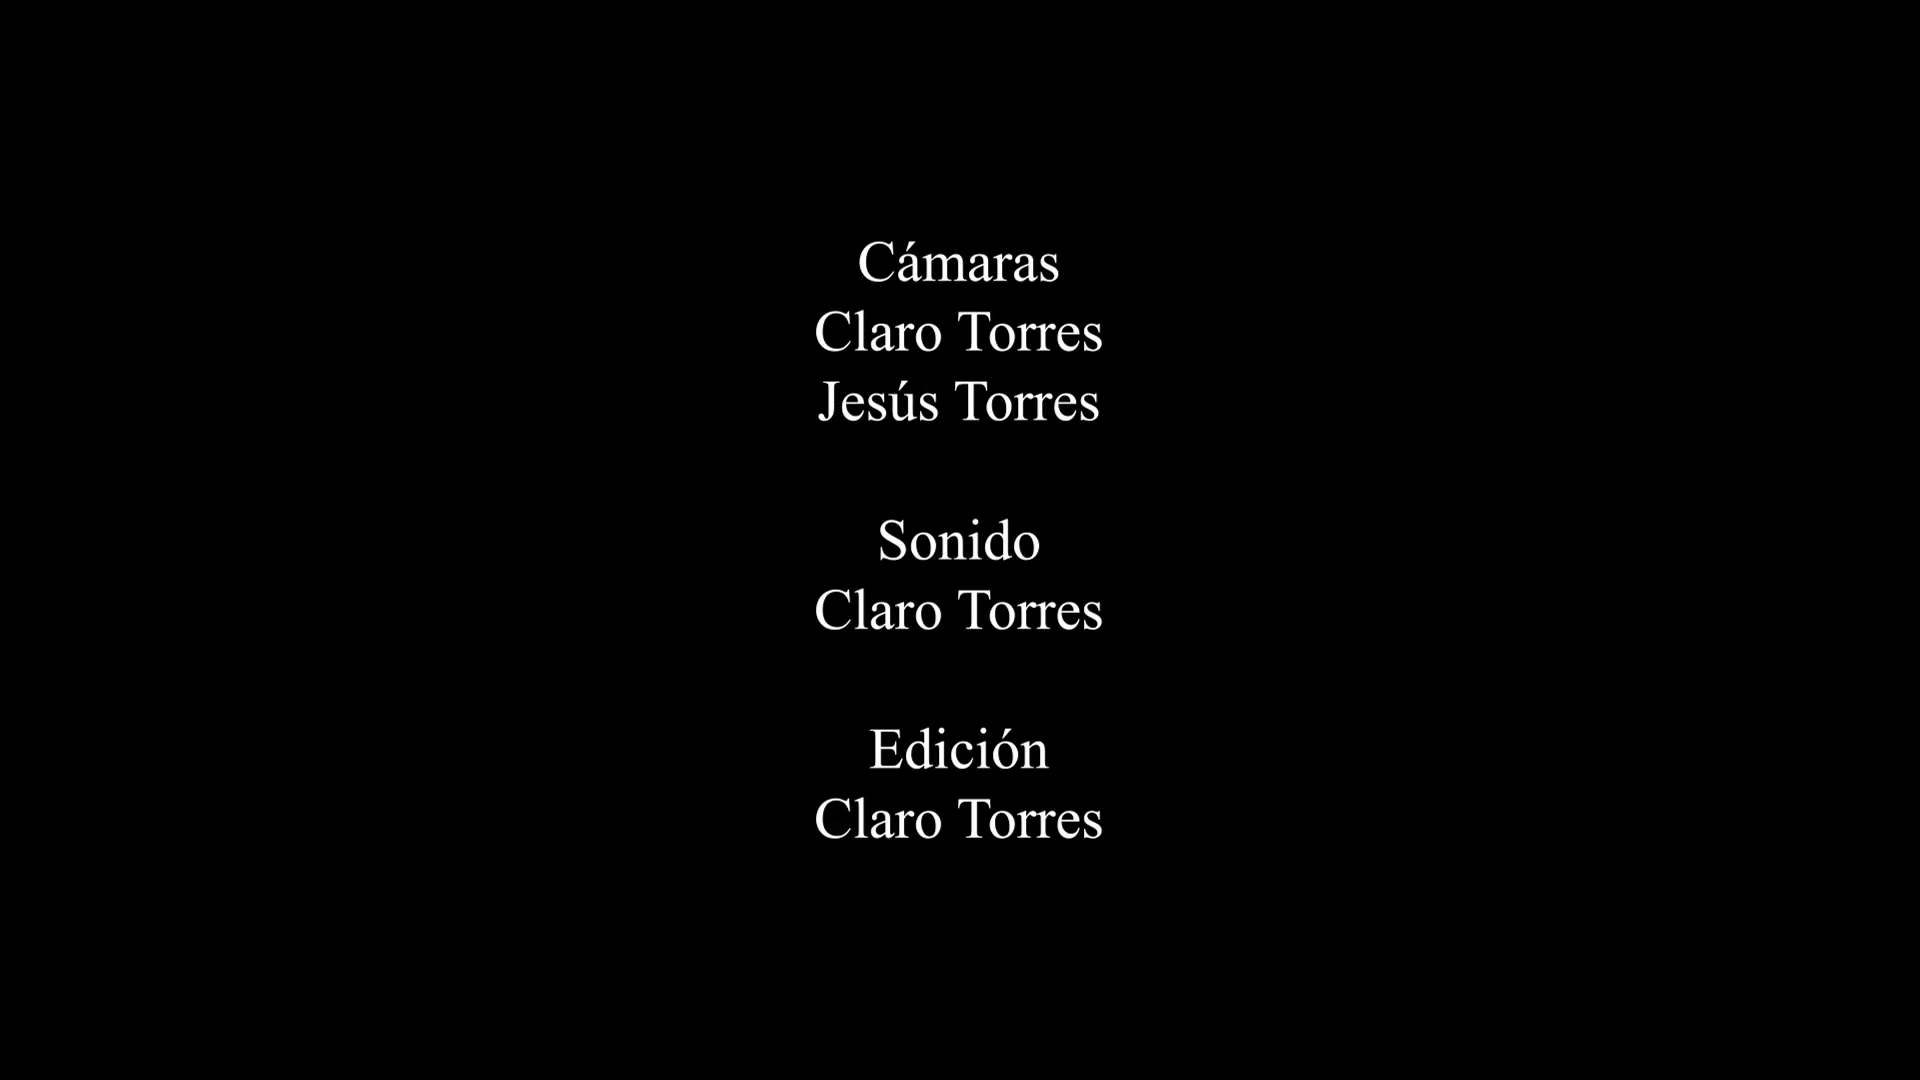 Cámaras
Claro Torres
Jesús Torres
Sonido
Claro Torres
Edición
Claro Torres